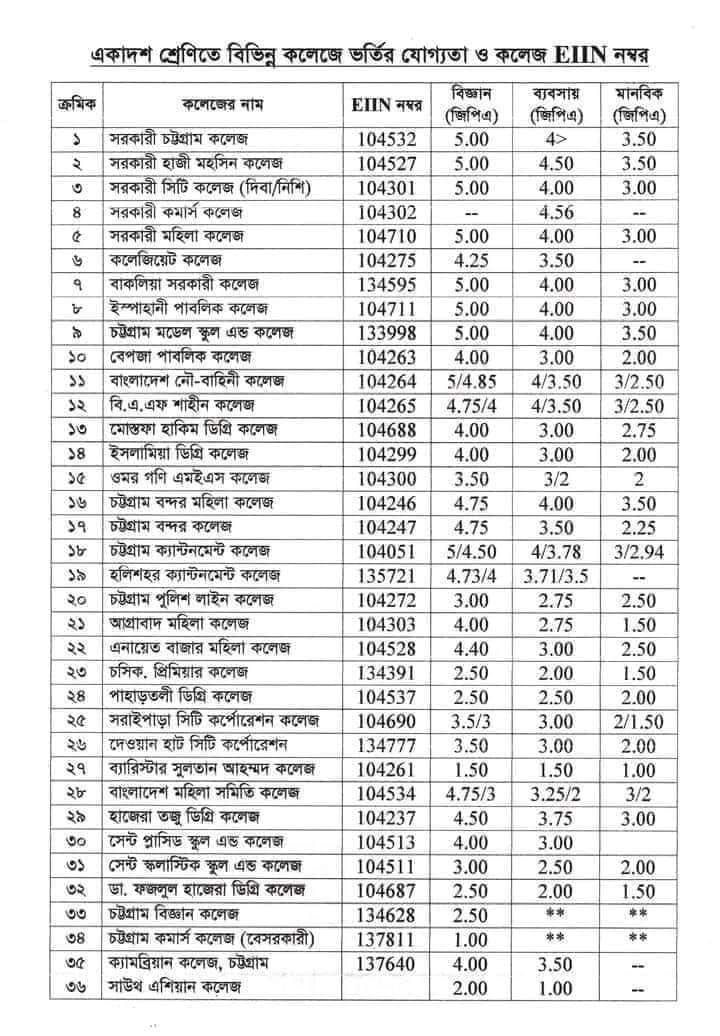 একাদশ শ্রেণিতে বিভিন্ন কলেজে ভর্তির যোগ্যতা ও কলেজ EIIN নম্বর
ক্রমিক কলেজের নাম EIIN নম্বর বিজ্ঞান (জিপিএ) ব্যবসায় (জিপিএ) মানবিক (জিপিএ)
১ সরকারী চট্টগ্রাম কলেজ 104532 5.00 4> 3.50
২ সরকারী হাজী মহসিন কলেজ 104527 5.00 4.50 3.50
৩ সরকারী সিটি কলেজ (দিবা/নিশি) 104301 5.00 4.00 3.00
৪ সরকারী কমার্স কলেজ 104302 -- 4.56 --
৫ সরকারী মহিলা কলেজ 104710 5.00 4.00 3.00
৬ কলেজিয়েট কলেজ 104275 4.25 3.50 --
৭ বাকলিয়া সরকারী কলেজ 134595 5.00 4.00 3.00
৮ ইস্পাহানী পাবলিক কলেজ 104711 5.00 4.00 3.00
৯ চট্টগ্রাম মডেল স্কুল এন্ড কলেজ 133998 5.00 4.00 3.50
১০ বেপজা পাবলিক কলেজ 104263 4.00 3.00 2.00
১১ বাংলাদেশ নৌ-বাহিনী কলেজ 104264 5/4.85 4/3.50 3/2.50
১২ বি.এ.এফ শাহীন কলেজ 104265 4.75/4 4/3.50 3/2.50
১৩ মোস্তফা হাকিম ডিগ্রি কলেজ 104688 4.00 3.00 2.75
১৪ ইসলামিয়া ডিগ্রি কলেজ 104299 4.00 3.00 2.00
১৫ ওমর গণি এমইএস কলেজ 104300 3.50 3/2 2
১৬ চট্টগ্রাম বন্দর মহিলা কলেজ 104246 4.75 4.00 3.50
১৭ চট্টগ্রাম বন্দর কলেজ 104247 4.75 3.50 2.25
১৮ চট্টগ্রাম ক্যান্টনমেন্ট কলেজ 104051 5/4.50 4/3.78 3/2.94
১৯ হলিশহর ক্যান্টনমেন্ট কলেজ 135721 4.73/4 3.71/3.5 --
২০ চট্টগ্রাম পুলিশ লাইন কলেজ 104272 3.00 2.75 2.50
২১ আগ্রাবাদ মহিলা কলেজ 104303 4.00 2.75 1.50
২২ এনায়েত বাজার মহিলা কলেজ 104528 4.40 3.00 2.50
২৩ চসিক. প্রিমিয়ার কলেজ 134391 2.50 2.00 1.50
২৪ পাহাড়তলী ডিগ্রি কলেজ 104537 2.50 2.50 2.00
২৫ সরাইপাড়া সিটি কর্পোরেশন কলেজ 104690 3.5/3 3.00 2/1.50
২৬ দেওয়ান হাট সিটি কর্পোরেশন 134777 3.50 3.00 2.00
২৭ ব্যারিস্টার সুলতান আহম্মদ কলেজ 104261 1.50 1.50 1.00
২৮ বাংলাদেশ মহিলা সমিতি কলেজ 104534 4.75/3 3.25/2 3/2
২৯ হাজেরা তজু ডিগ্রি কলেজ 104237 4.50 3.75 3.00
৩০ সেন্ট প্লাসিড স্কুল এন্ড কলেজ 104513 4.00 3.00
৩১ সেন্ট স্কলাস্টিক স্কুল এন্ড কলেজ 104511 3.00 2.50 2.00
৩২ ডা. ফজলুল হাজেরা ডিগ্রি কলেজ 104687 2.50 2.00 1.50
৩৩ চট্টগ্রাম বিজ্ঞান কলেজ 134628 2.50 ** **
৩৪ চট্টগ্রাম কমার্স কলেজ (বেসরকারী) 137811 1.00 ** **
৩৫ ক্যামব্রিয়ান কলেজ, চট্টগ্রাম 137640 4.00 3.50 --
৩৬ সাউথ এশিয়ান কলেজ 2.00 1.00 --